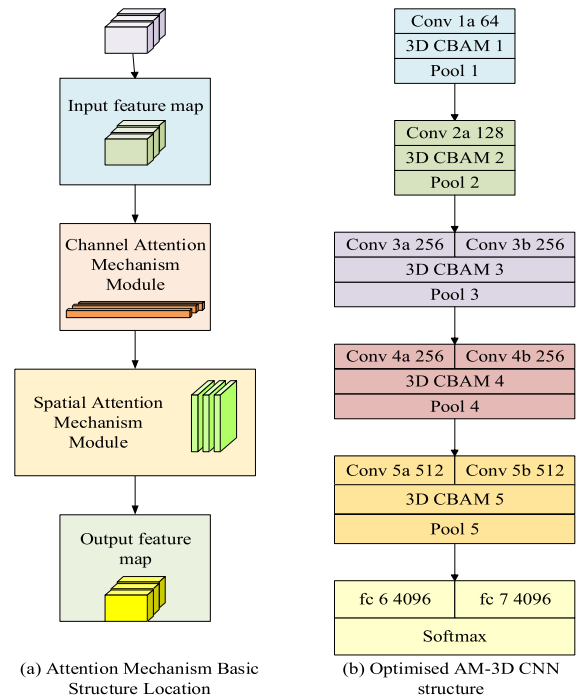 Input feature map
Channel Attention
Mechanism
Module
Spatial Attention
Mechanism
Module
Output feature
map
(a) Attention Mechanism Basic
Structure Location
Conv 1a 64
3D CBAM 1
Pool 1
Conv 2a 128
3D CBAM 2
Pool 2
Conv 3a 256 Conv 3b 256
3D CBAM 3
Pool 3
Conv 4a 256 Conv 4b 256
3D CBAM 4
Pool 4
Conv 5a 512 Conv 5b 512
3D CBAM 5
Pool 5
fc 6 4096 fc 7 4096
Softmax
(b) Optimised AM-3D CNN
structure